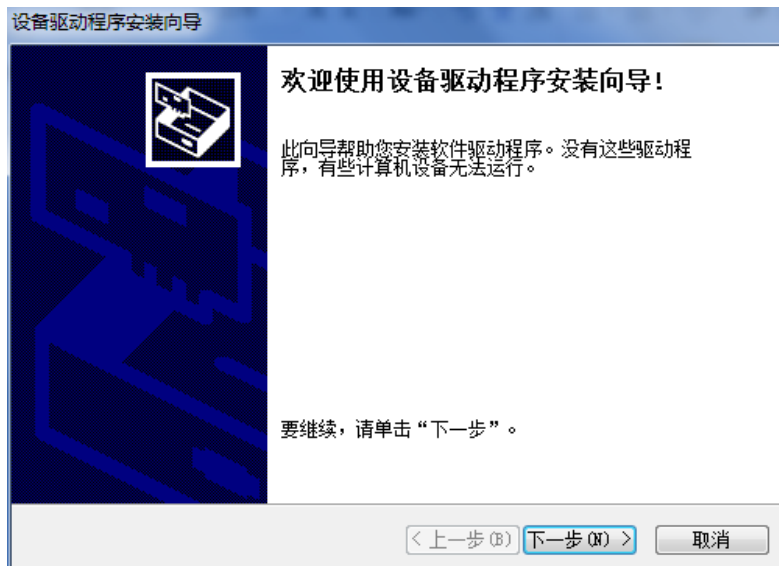 设备驱动程序安装向导
欢迎使用设备驱动程序安装向导!
此向导帮助您安装软件驱动程序。没有这些驱动程
序，有些计算机设备无法运行。
要继续，请单击“下一步”。
< 上一步(B) 下一步(N) > 取消